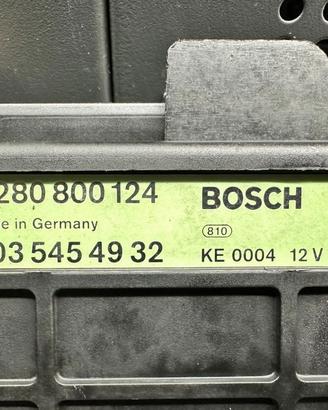 280 800 124 BOSCH
e in Germany 810
03 545 49 32 KE 0004 12 V